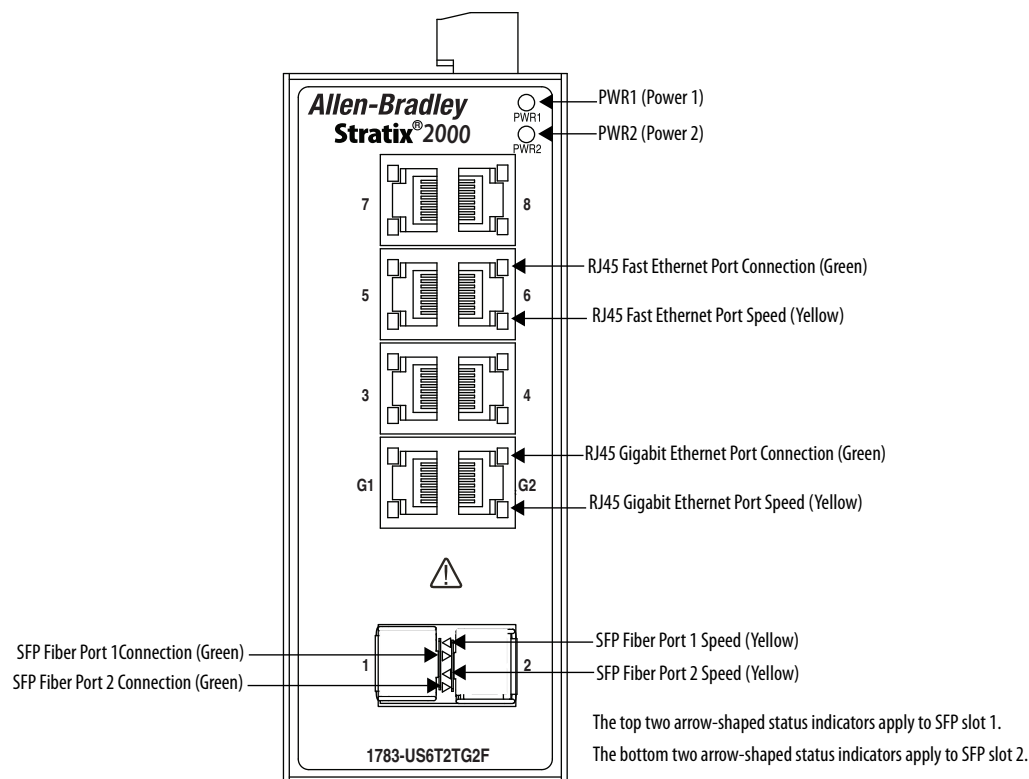 Allen-Bradley
Stratix® 2000
PWR1
PWR2
PWR1 (Power 1)
PWR2 (Power 2)
7
8
5
6
RJ45 Fast Ethernet Port Connection (Green)
RJ45 Fast Ethernet Port Speed (Yellow)
3
4
G1
G2
RJ45 Gigabit Ethernet Port Connection (Green)
RJ45 Gigabit Ethernet Port Speed (Yellow)
SFP Fiber Port 1Connection (Green)
SFP Fiber Port 2 Connection (Green)
1
2
SFP Fiber Port 1 Speed (Yellow)
SFP Fiber Port 2 Speed (Yellow)
The top two arrow-shaped status indicators apply to SFP slot 1.
The bottom two arrow-shaped status indicators apply to SFP slot 2.
1783-US6T2TG2F